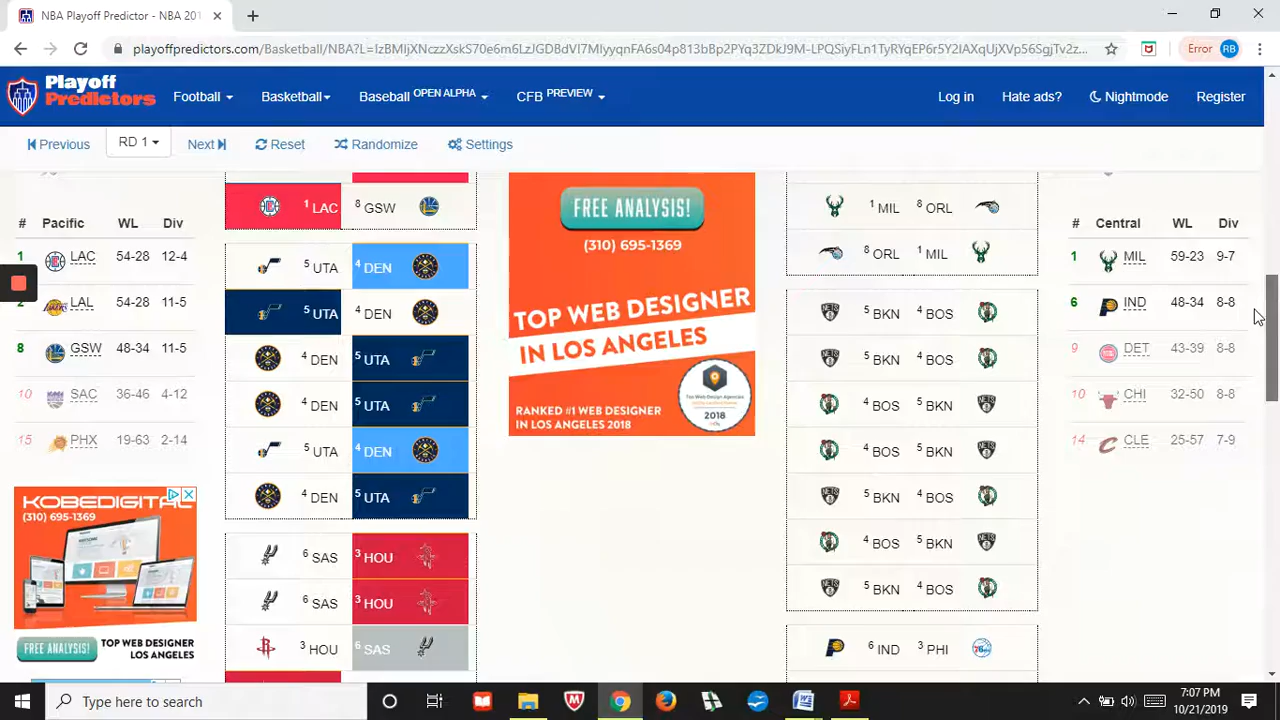 NBA Playoff Predictor - NBA 201
playoffpredictors.com/Basketball/NBA?L=IzBMIjXNczzXskS70e6m6LzJGDBdVI7MIyyqnFA6s04p813bBp2PYq3ZDkJ9M-LPQSiyFLn1TyRYqEP6r5Y2IAXqUjXVp56SgjTv2z...
Error RB
Playoff Predictors
Football Basketball Baseball OPEN ALPHA CFB PREVIEW Log in Hate ads? Nightmode Register
Previous RD 1 Next Reset Randomize Settings
# Pacific WL Div
1 LAC 54-28 12-4
2 LAL 54-28 11-5
8 GSW 48-34 11-5
10 SAC 36-46 4-12
15 PHX 19-63 2-14
KOBEDIGITAL
(310) 695-1369
FREE ANALYSIS! TOP WEB DESIGNER
LOS ANGELES
1 LAC 8 GSW
5 UTA 4 DEN
5 UTA 4 DEN
4 DEN 5 UTA
4 DEN 5 UTA
5 UTA 4 DEN
4 DEN 5 UTA
6 SAS 3 HOU
6 SAS 3 HOU
3 HOU 6 SAS
FREE ANALYSIS!
(310) 695-1369
TOP WEB DESIGNER
IN LOS ANGELES
RANKED #1 WEB DESIGNER
IN LOS ANGELES 2018
Top Web Design Agencies
2018
1 MIL 8 ORL
8 ORL 1 MIL
5 BKN 4 BOS
5 BKN 4 BOS
4 BOS 5 BKN
4 BOS 5 BKN
5 BKN 4 BOS
4 BOS 5 BKN
5 BKN 4 BOS
6 IND 3 PHI
# Central WL Div
1 MIL 59-23 9-7
6 IND 48-34 8-8
9 DET 43-39 8-8
10 CHI 32-50 8-8
14 CLE 25-57 7-9
Type here to search
7:07 PM
10/21/2019